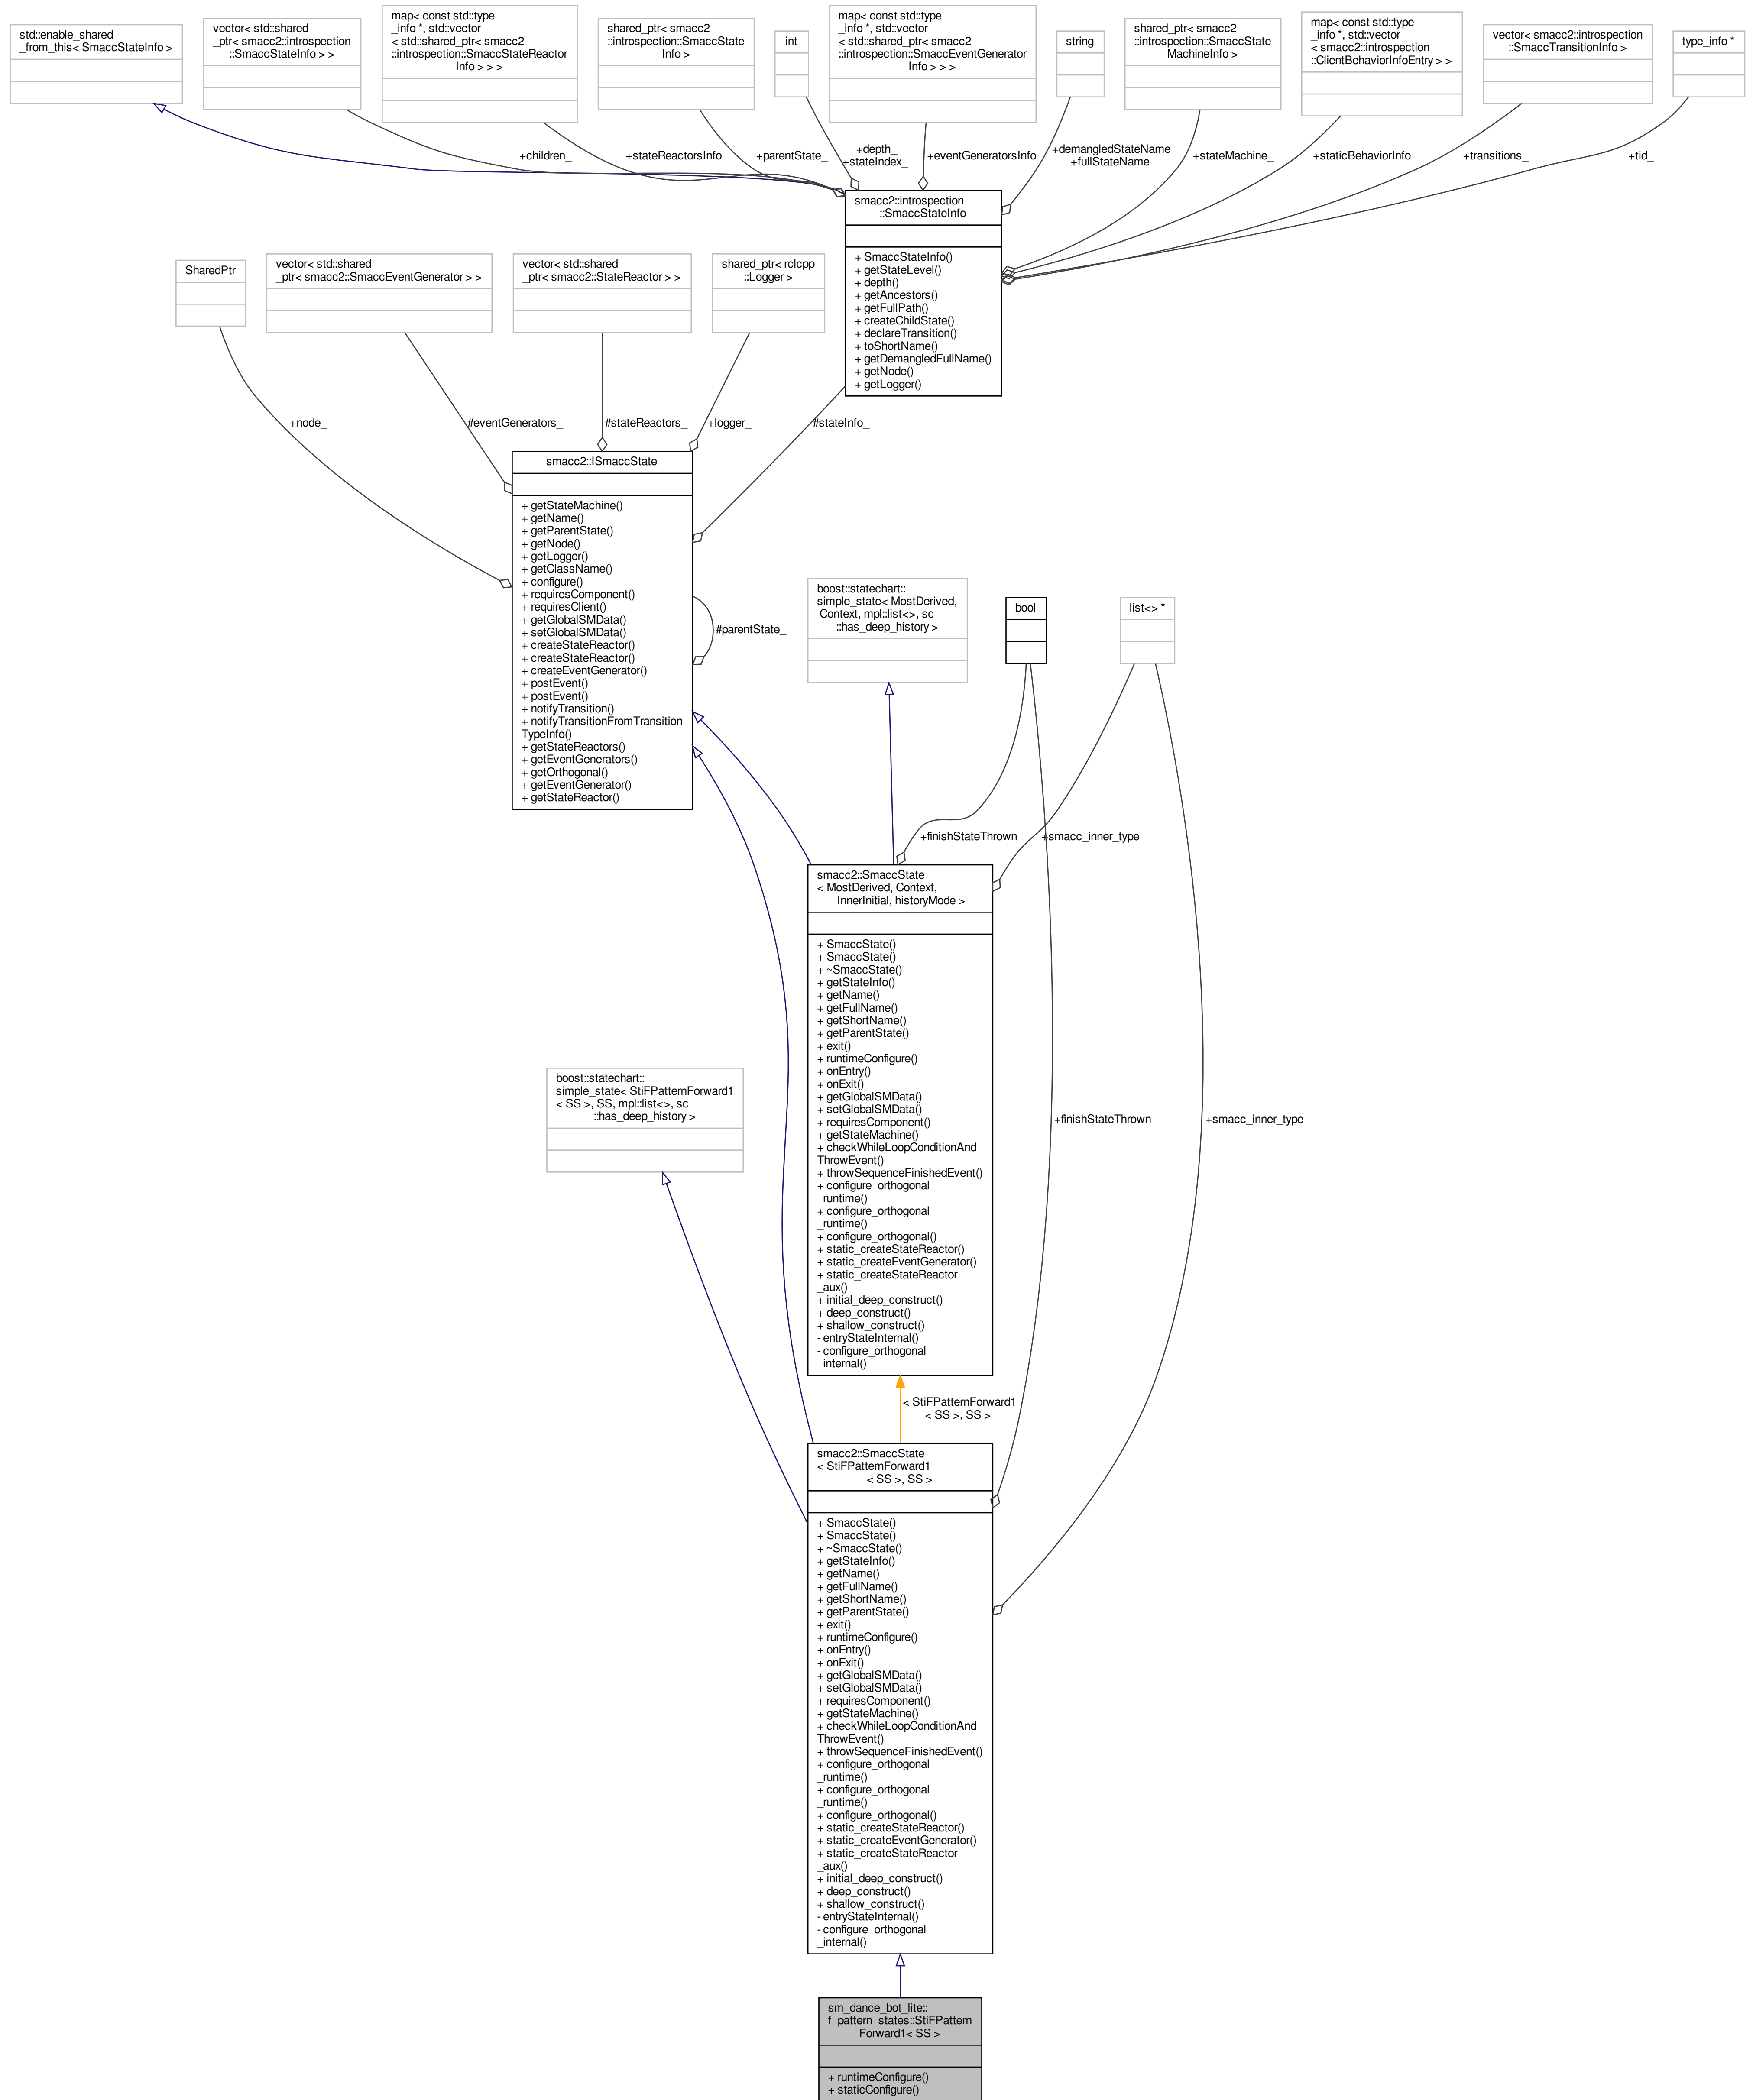 std::enable_shared
_from_this< SmaccStateInfo >
vector< std::shared
_ptr< smacc2::introspection
::SmaccStateInfo > >
map< const std::type
_info *, std::vector
< std::shared_ptr< smacc2
::introspection::SmaccStateReactor
Info > > >
shared_ptr< smacc2
::introspection::SmaccState
Info >
int
map< const std::type
_info *, std::vector
< std::shared_ptr< smacc2
::introspection::SmaccEventGenerator
Info > > >
string
shared_ptr< smacc2
::introspection::SmaccState
MachineInfo >
map< const std::type
_info *, std::vector
< smacc2::introspection
::ClientBehaviorInfoEntry > >
vector< smacc2::introspection
::SmaccTransitionInfo >
type_info *
+children_
+stateReactorsInfo
+parentState_
+depth_
+stateIndex_
+eventGeneratorsInfo
+demangledStateName
+fullStateName
+stateMachine_
+staticBehaviorInfo
+transitions_
+tid_
smacc2::introspection
::SmaccStateInfo
+ SmaccStateInfo()
+ getStateLevel()
+ depth()
+ getAncestors()
+ getFullPath()
+ createChildState()
+ declareTransition()
+ toShortName()
+ getDemangledFullName()
+ getNode()
+ getLogger()
SharedPtr
vector< std::shared
_ptr< smacc2::SmaccEventGenerator > >
vector< std::shared
_ptr< smacc2::StateReactor > >
shared_ptr< rclcpp
::Logger >
+node_
#eventGenerators_
#stateReactors_
+logger_
#stateInfo_
smacc2::ISmaccState
+ getStateMachine()
+ getName()
+ getParentState()
+ getNode()
+ getLogger()
+ getClassName()
+ configure()
+ requiresComponent()
+ requiresClient()
+ getGlobalSMData()
+ setGlobalSMData()
+ createStateReactor()
+ createStateReactor()
+ createEventGenerator()
+ postEvent()
+ postEvent()
+ notifyTransition()
+ notifyTransitionFromTransition
TypeInfo()
+ getStateReactors()
+ getEventGenerators()
+ getOrthogonal()
+ getEventGenerator()
+ getStateReactor()
#parentState_
boost::statechart::
simple_state< MostDerived,
Context, mpl::list<>, sc
::has_deep_history >
bool
list<> *
+finishStateThrown
+smacc_inner_type
smacc2::SmaccState
< MostDerived, Context,
InnerInitial, historyMode >
+ SmaccState()
+ SmaccState()
+ ~SmaccState()
+ getStateInfo()
+ getName()
+ getFullName()
+ getShortName()
+ getParentState()
+ exit()
+ runtimeConfigure()
+ onEntry()
+ onExit()
+ getGlobalSMData()
+ setGlobalSMData()
+ requiresComponent()
+ getStateMachine()
+ checkWhileLoopConditionAnd
ThrowEvent()
+ throwSequenceFinishedEvent()
+ configure_orthogonal
_runtime()
+ configure_orthogonal
_runtime()
+ configure_orthogonal()
+ static_createStateReactor()
+ static_createEventGenerator()
+ static_createStateReactor
_aux()
+ initial_deep_construct()
+ deep_construct()
+ shallow_construct()
- entryStateInternal()
- configure_orthogonal
_internal()
boost::statechart::
simple_state< StiFPatternForward1
< SS >, SS, mpl::list<>, sc
::has_deep_history >
+finishStateThrown
+smacc_inner_type
< StiFPatternForward1
< SS >, SS >
smacc2::SmaccState
< StiFPatternForward1
< SS >, SS >
+ SmaccState()
+ SmaccState()
+ ~SmaccState()
+ getStateInfo()
+ getName()
+ getFullName()
+ getShortName()
+ getParentState()
+ exit()
+ runtimeConfigure()
+ onEntry()
+ onExit()
+ getGlobalSMData()
+ setGlobalSMData()
+ requiresComponent()
+ getStateMachine()
+ checkWhileLoopConditionAnd
ThrowEvent()
+ throwSequenceFinishedEvent()
+ configure_orthogonal
_runtime()
+ configure_orthogonal
_runtime()
+ configure_orthogonal()
+ static_createStateReactor()
+ static_createEventGenerator()
+ static_createStateReactor
_aux()
+ initial_deep_construct()
+ deep_construct()
+ shallow_construct()
- entryStateInternal()
- configure_orthogonal
_internal()
sm_dance_bot_lite::
f_pattern_states::StiFPattern
Forward1< SS >
+ runtimeConfigure()
+ staticConfigure()